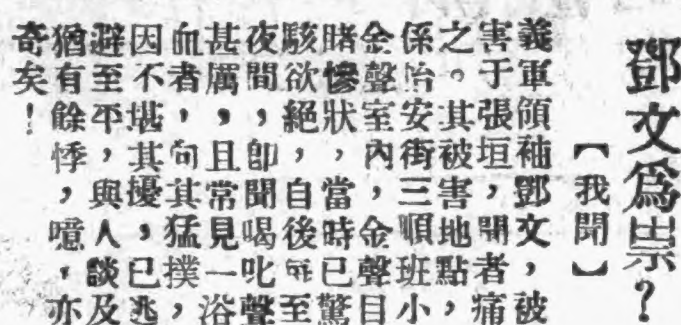 鄧文爲祟?
【我聞】
義軍領袖鄧文,被
害于張垣,聞者痛
之。其被害地點,
係怡安街三順班小
金聲室內,金聲目
睹慘狀,當時已驚
駭欲絕,自後每至
夜間,卽聞喝叱聲
甚厲,且常見一浴
血者,向其猛撲,
因不堪其擾,已逃
避至平,與人談及
猶有餘悸,噫,亦
奇矣!